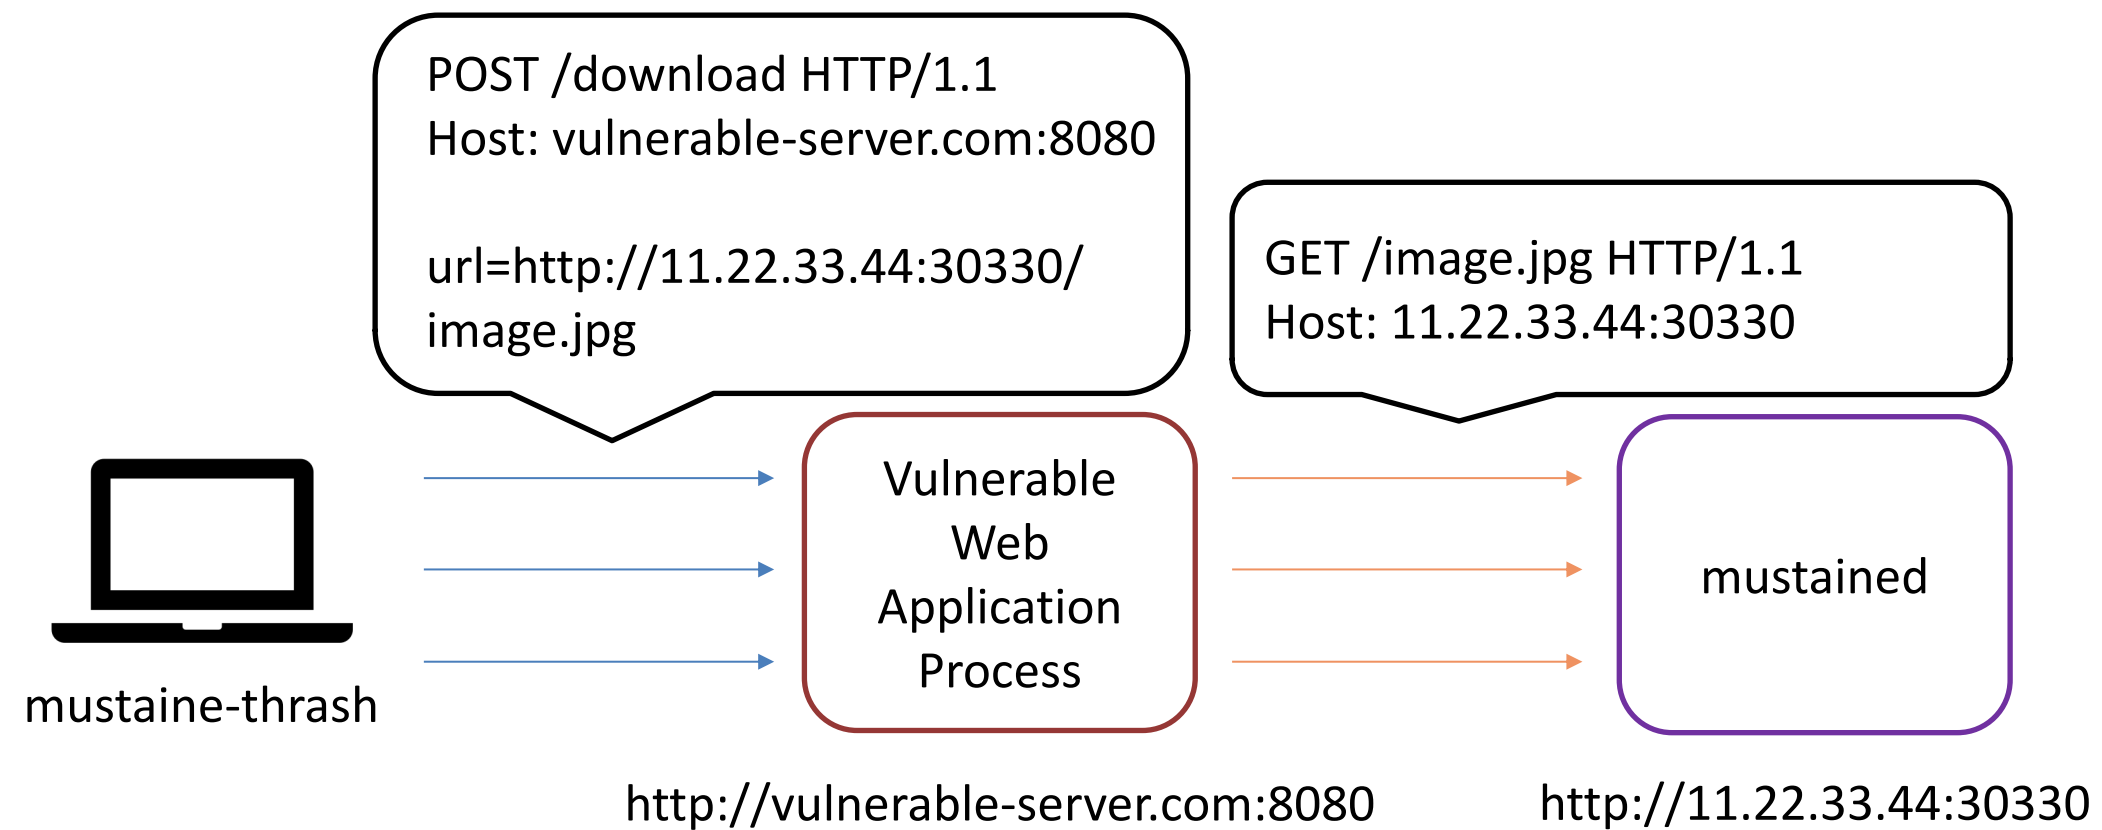 POST /download HTTP/1.1
Host: vulnerable-server.com:8080
url=http://11.22.33.44:30330/
image.jpg
GET /image.jpg HTTP/1.1
Host: 11.22.33.44:30330
mustaine-thrash
Vulnerable
Web
Application
Process
mustained
http://vulnerable-server.com:8080
http://11.22.33.44:30330